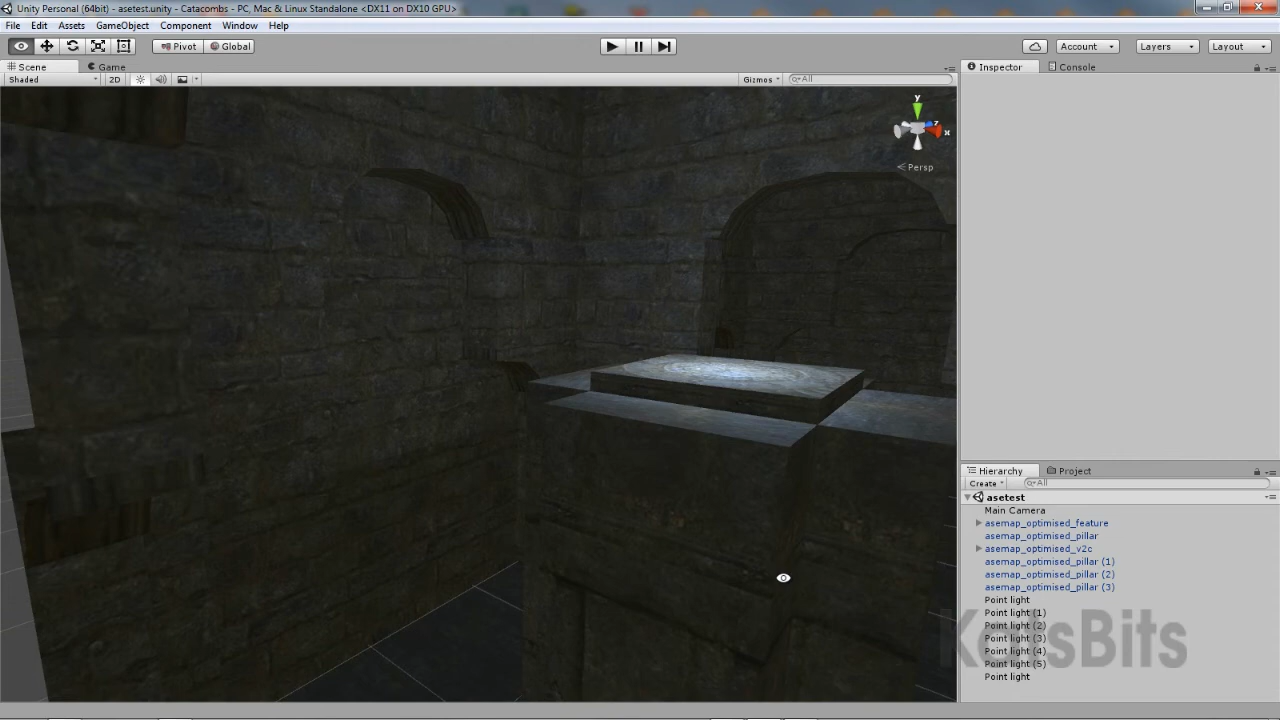 Unity Personal (64bit) - asetest.unity - Catacombs - PC, Mac & Linux Standalone <DX11 on DX10 GPU>
File Edit Assets GameObject Component Window Help
Pivot Global Account Layers Layout
Scene Game Inspector Console
Shaded 2D Gizmos All
y
z
x
Persp
Hierarchy Project
Create All
asetest
Main Camera
asemap_optimised_feature
asemap_optimised_pillar
asemap_optimised_v2c
asemap_optimised_pillar (1)
asemap_optimised_pillar (2)
asemap_optimised_pillar (3)
Point light
Point light (1)
Point light (2)
Point light (3)
Point light (4)
Point light (5)
Point light
KatsBits